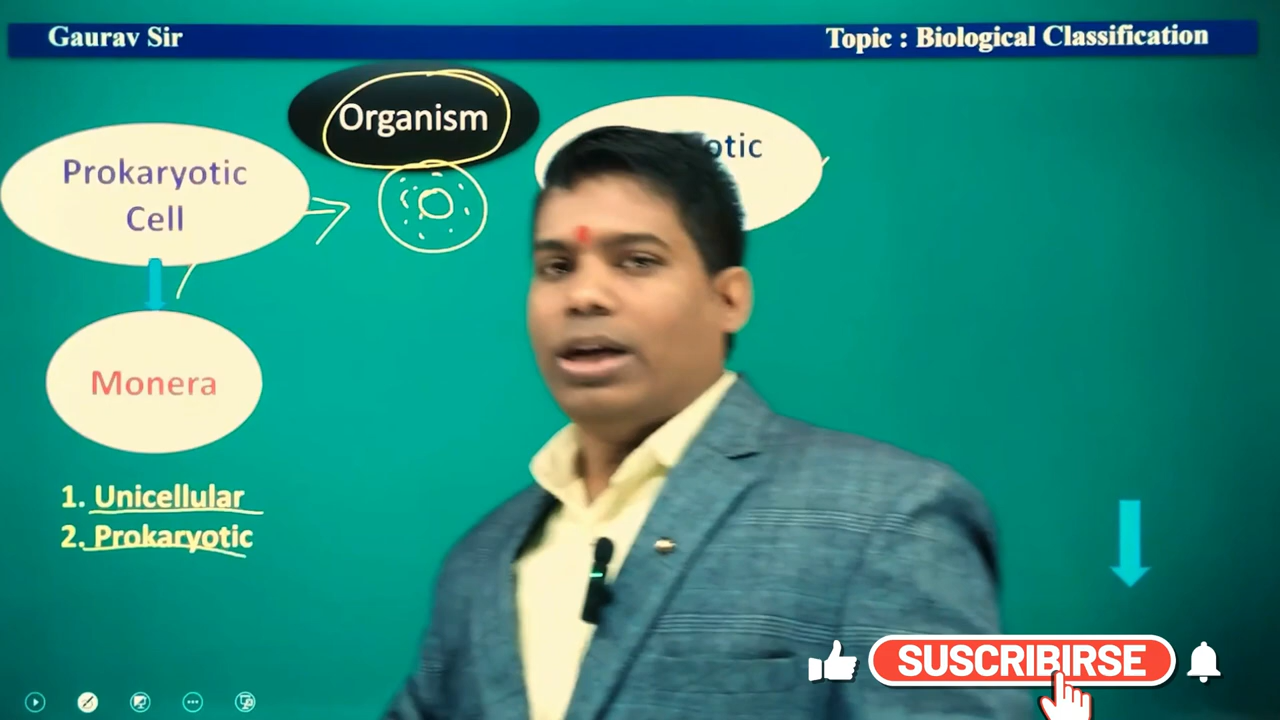 Gaurav Sir
Topic : Biological Classification
Organism
Prokaryotic
Cell
Monera
1. Unicellular
2. Prokaryotic
SUSCRIBIRSE